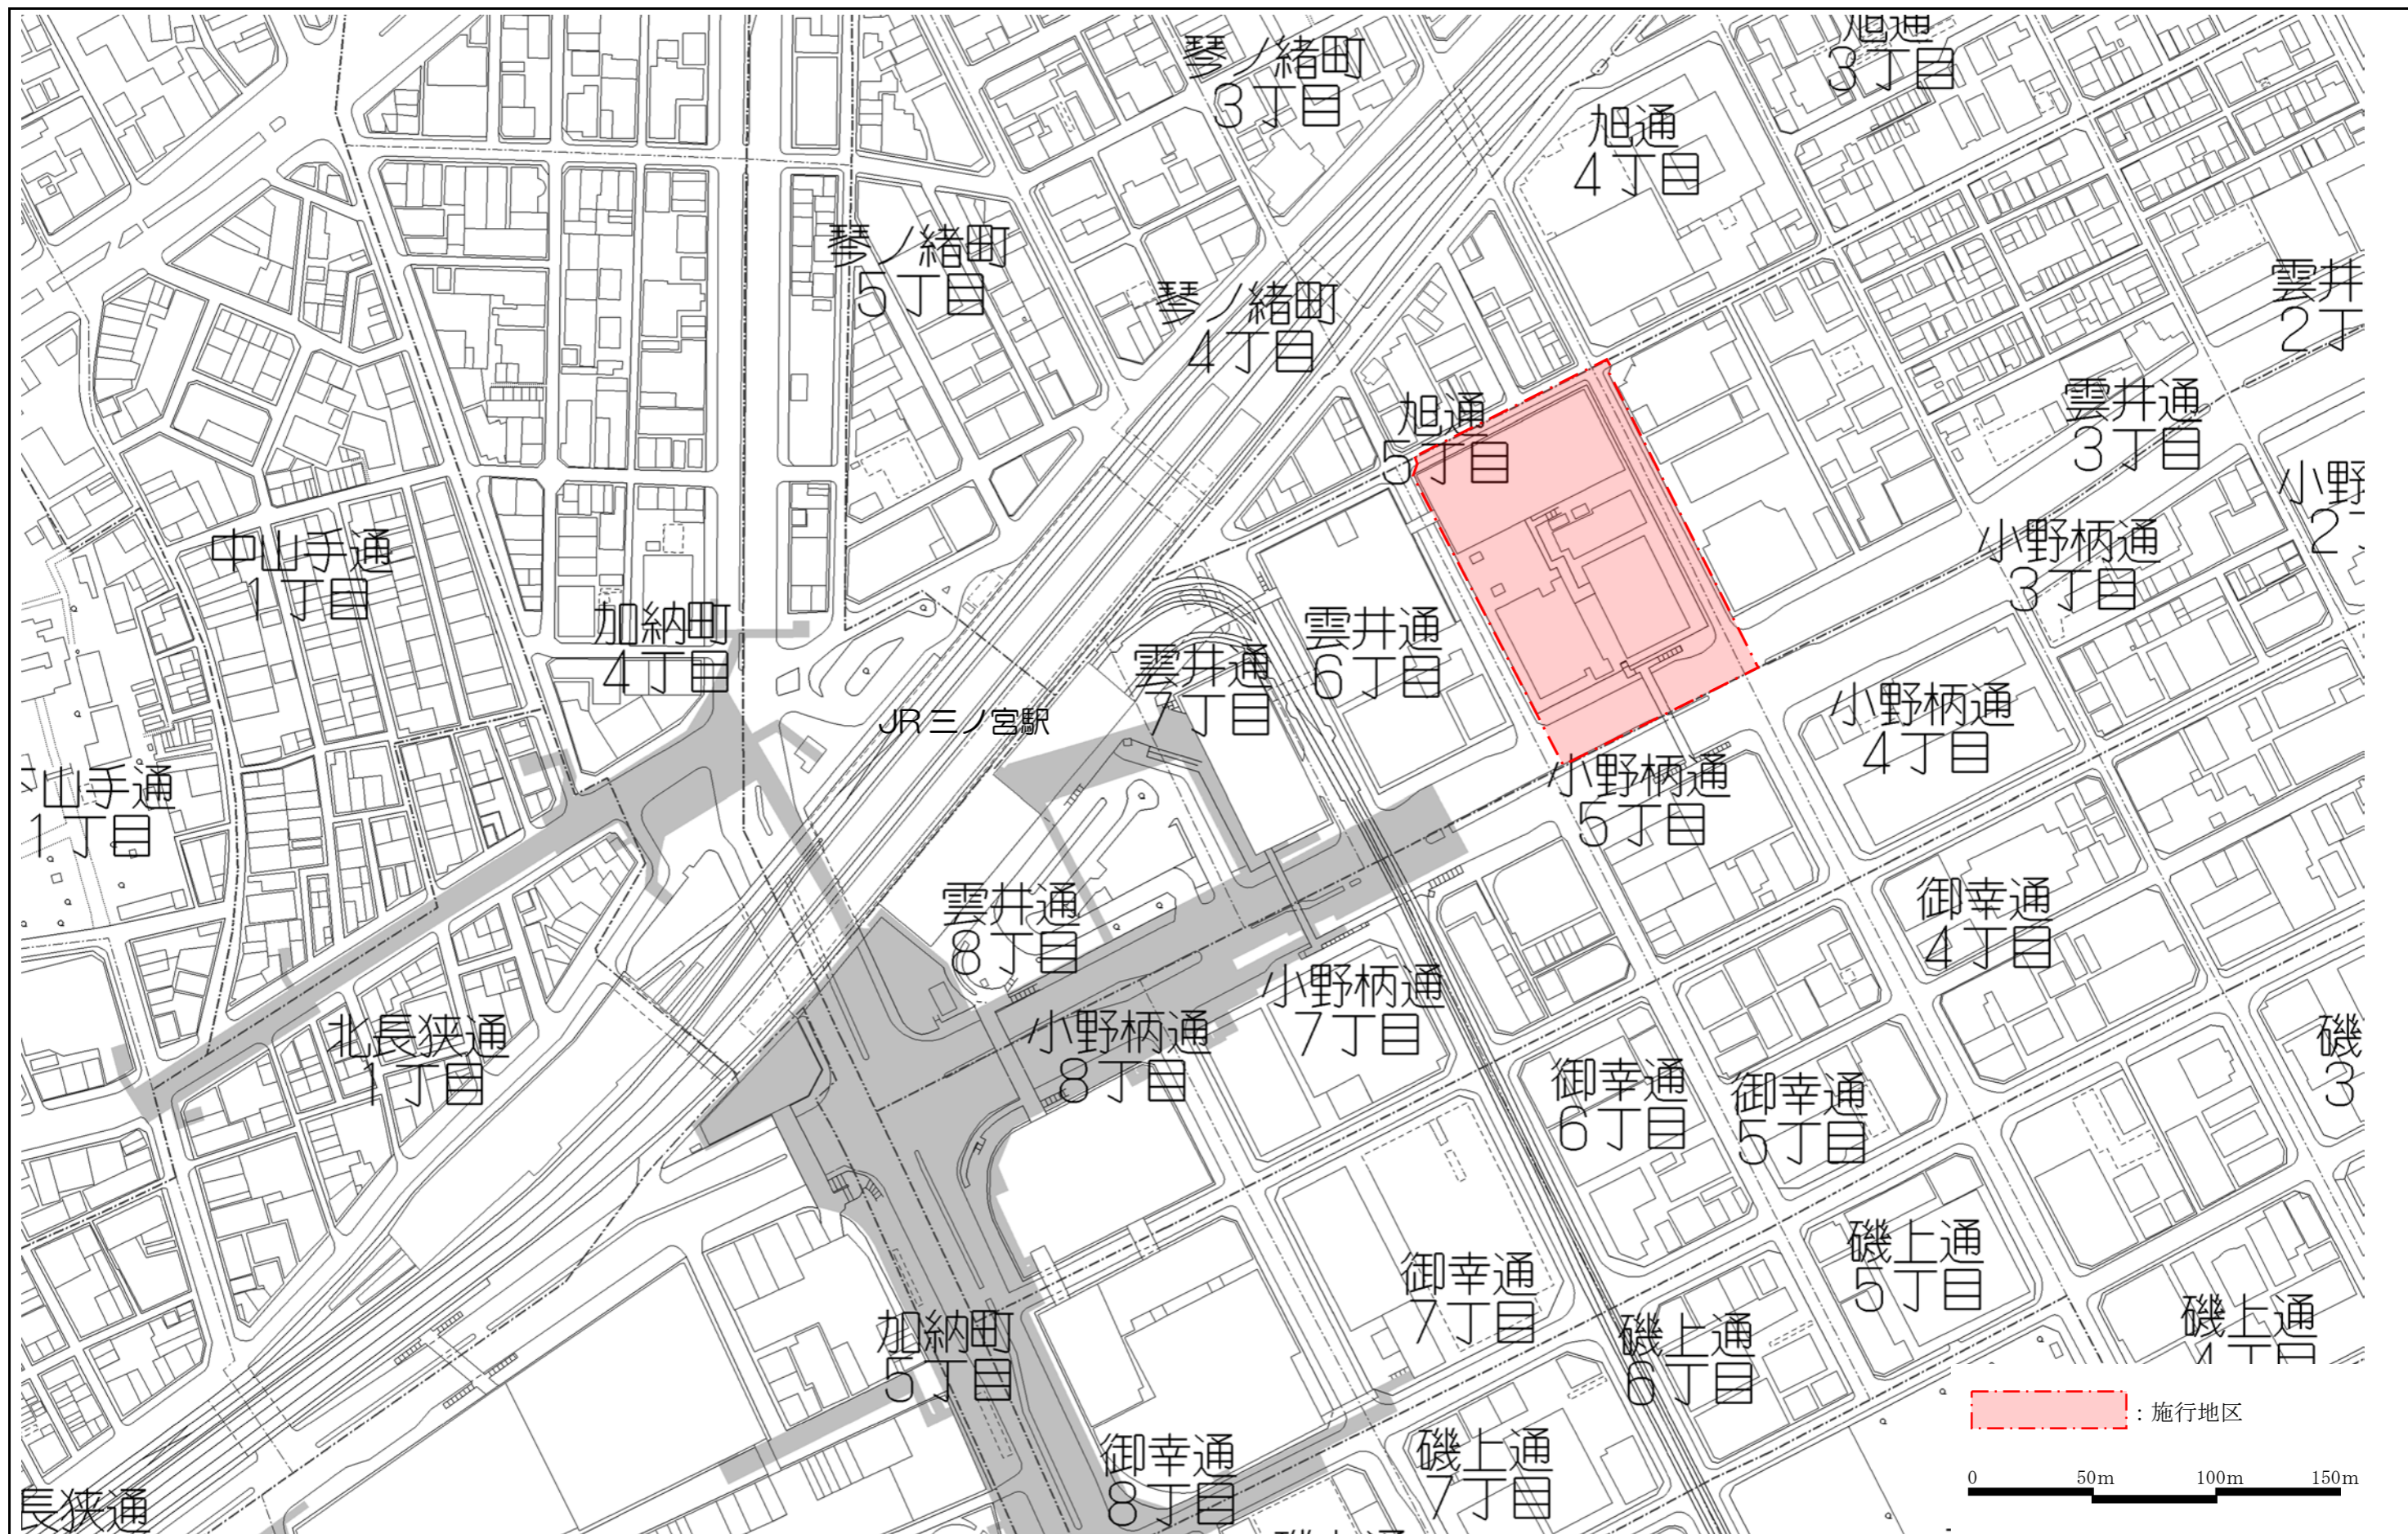 旭通
3丁目
琴ノ緒町
3丁目
旭通
4丁目
琴ノ緒町
5丁目
琴ノ緒町
4丁目
雲井
2丁
旭通
5丁目
雲井通
3丁目
小野
2丁
中山手通
1丁目
小野柄通
3丁目
加納町
4丁目
雲井通
6丁目
雲井通
7丁目
JR三ノ宮駅
小野柄通
4丁目
山手通
1丁目
小野柄通
5丁目
雲井通
8丁目
御幸通
4丁目
小野柄通
7丁目
北長狭通
1丁目
小野柄通
8丁目
磯
3
御幸通
6丁目
御幸通
5丁目
磯上通
5丁目
御幸通
7丁目
加納町
5丁目
磯上通
6丁目
磯上通
4丁目
：施行地区
御幸通
8丁目
磯上通
7丁目
0 50m 100m 150m
長狭通
磯上通